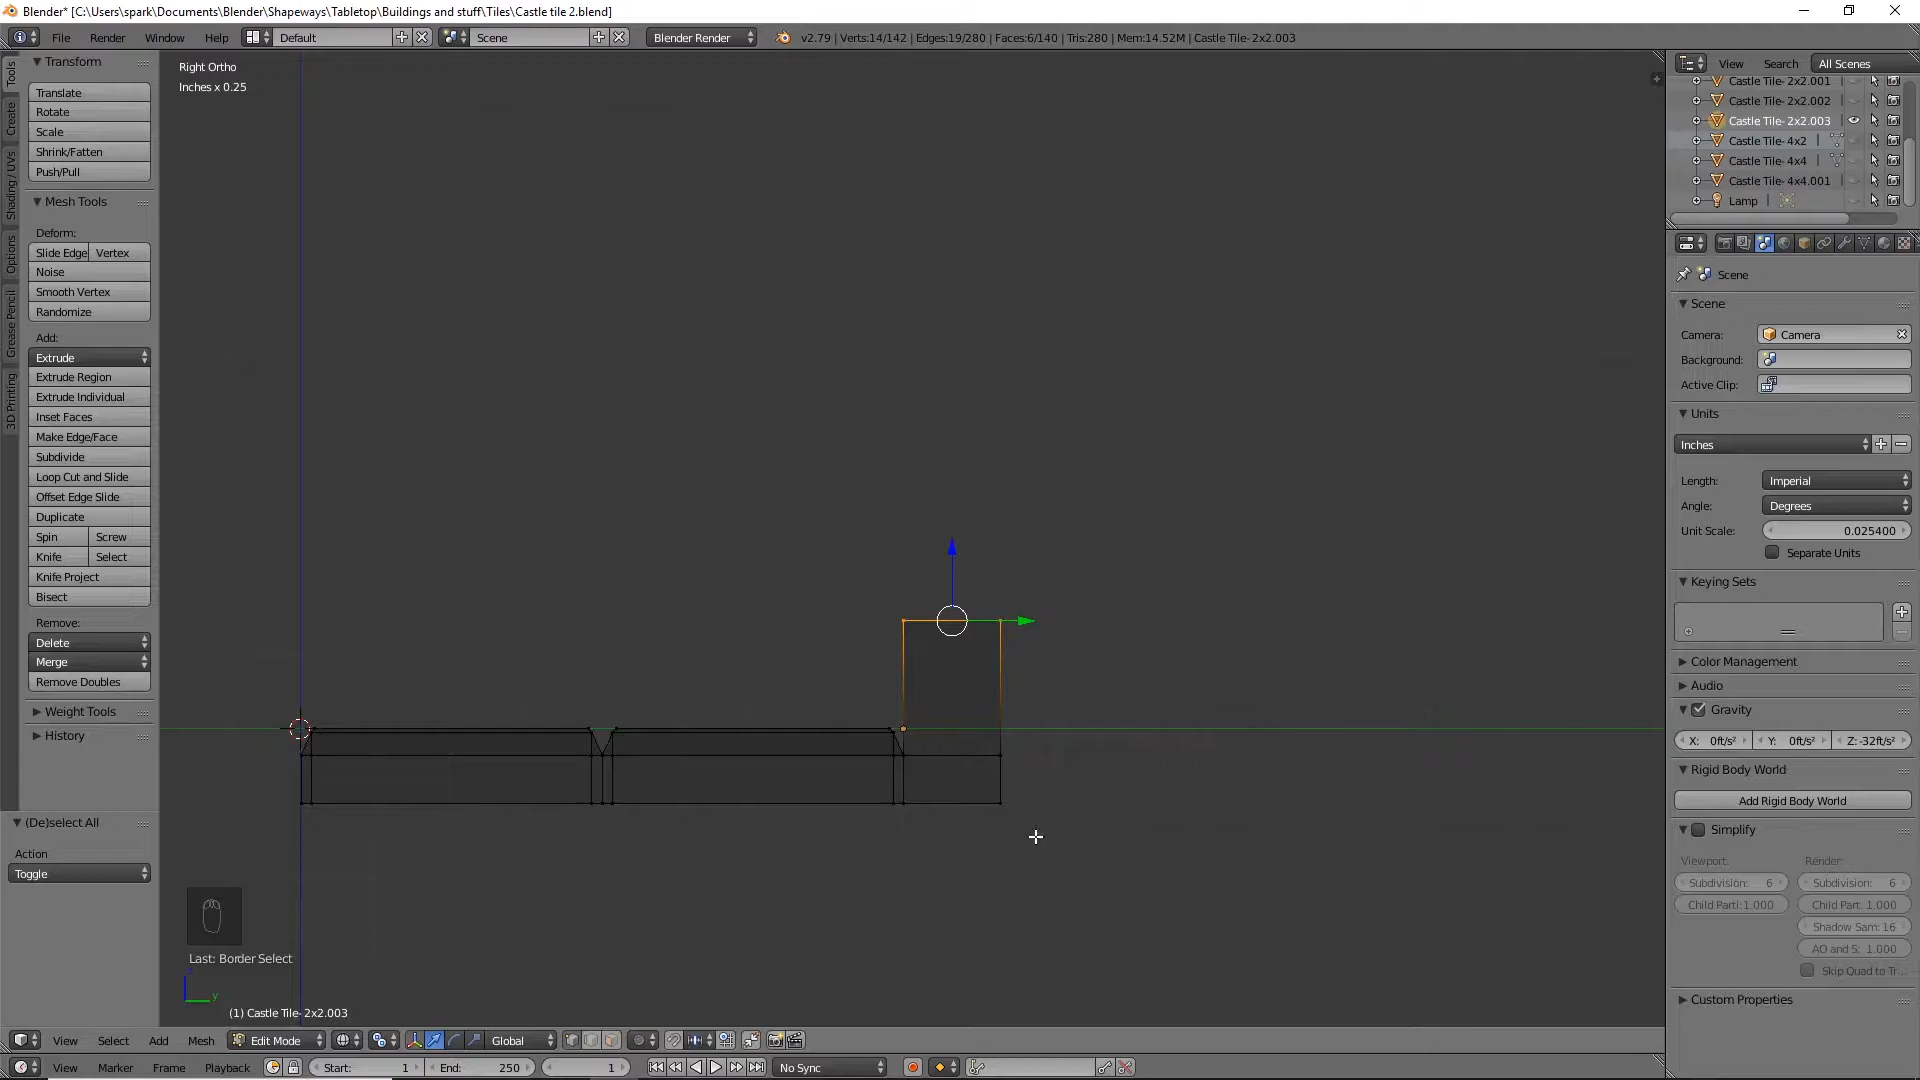 Blender* [C:\Users\spark\Documents\Blender\Shapeways\Tabletop\Buildings and stuff\Tiles\Castle tile 2.blend]
File Render Window Help Default Scene Blender Render v2.79 | Verts:14/142 | Edges:19/280 | Faces:6/140 | Tris:280 | Mem:14.52M | Castle Tile- 2x2.003
Tools
Create
Shading / UVs
Options
Grease Pencil
3D Printing
Transform
Translate
Rotate
Scale
Shrink/Fatten
Push/Pull
Mesh Tools
Deform:
Slide Edge Vertex
Noise
Smooth Vertex
Randomize
Add:
Extrude
Extrude Region
Extrude Individual
Inset Faces
Make Edge/Face
Subdivide
Loop Cut and Slide
Offset Edge Slide
Duplicate
Spin Screw
Knife Select
Knife Project
Bisect
Remove:
Delete
Merge
Remove Doubles
Weight Tools
History
(De)select All
Action
Toggle
Right Ortho
Inches x 0.25
Last: Border Select
z
y
(1) Castle Tile- 2x2.003
View Search All Scenes
Castle Tile- 2x2.001
Castle Tile- 2x2.002
Castle Tile- 2x2.003
Castle Tile- 4x2
Castle Tile- 4x4
Castle Tile- 4x4.001
Lamp
Scene
Scene
Camera: Camera
Background:
Active Clip:
Units
Inches
Length: Imperial
Angle: Degrees
Unit Scale: 0.025400
Separate Units
Keying Sets
Color Management
Audio
Gravity
X: 0ft/s² Y: 0ft/s² Z: -32ft/s²
Rigid Body World
Add Rigid Body World
Simplify
Viewport: Render:
Subdivision: 6 Subdivision: 6
Child Parti:1.000 Child Part: 1.000
Shadow Sam: 16
AO and S: 1.000
Skip Quad to Tr...
Custom Properties
View Select Add Mesh Edit Mode Global
View Marker Frame Playback Start: 1 End: 250 1 No Sync